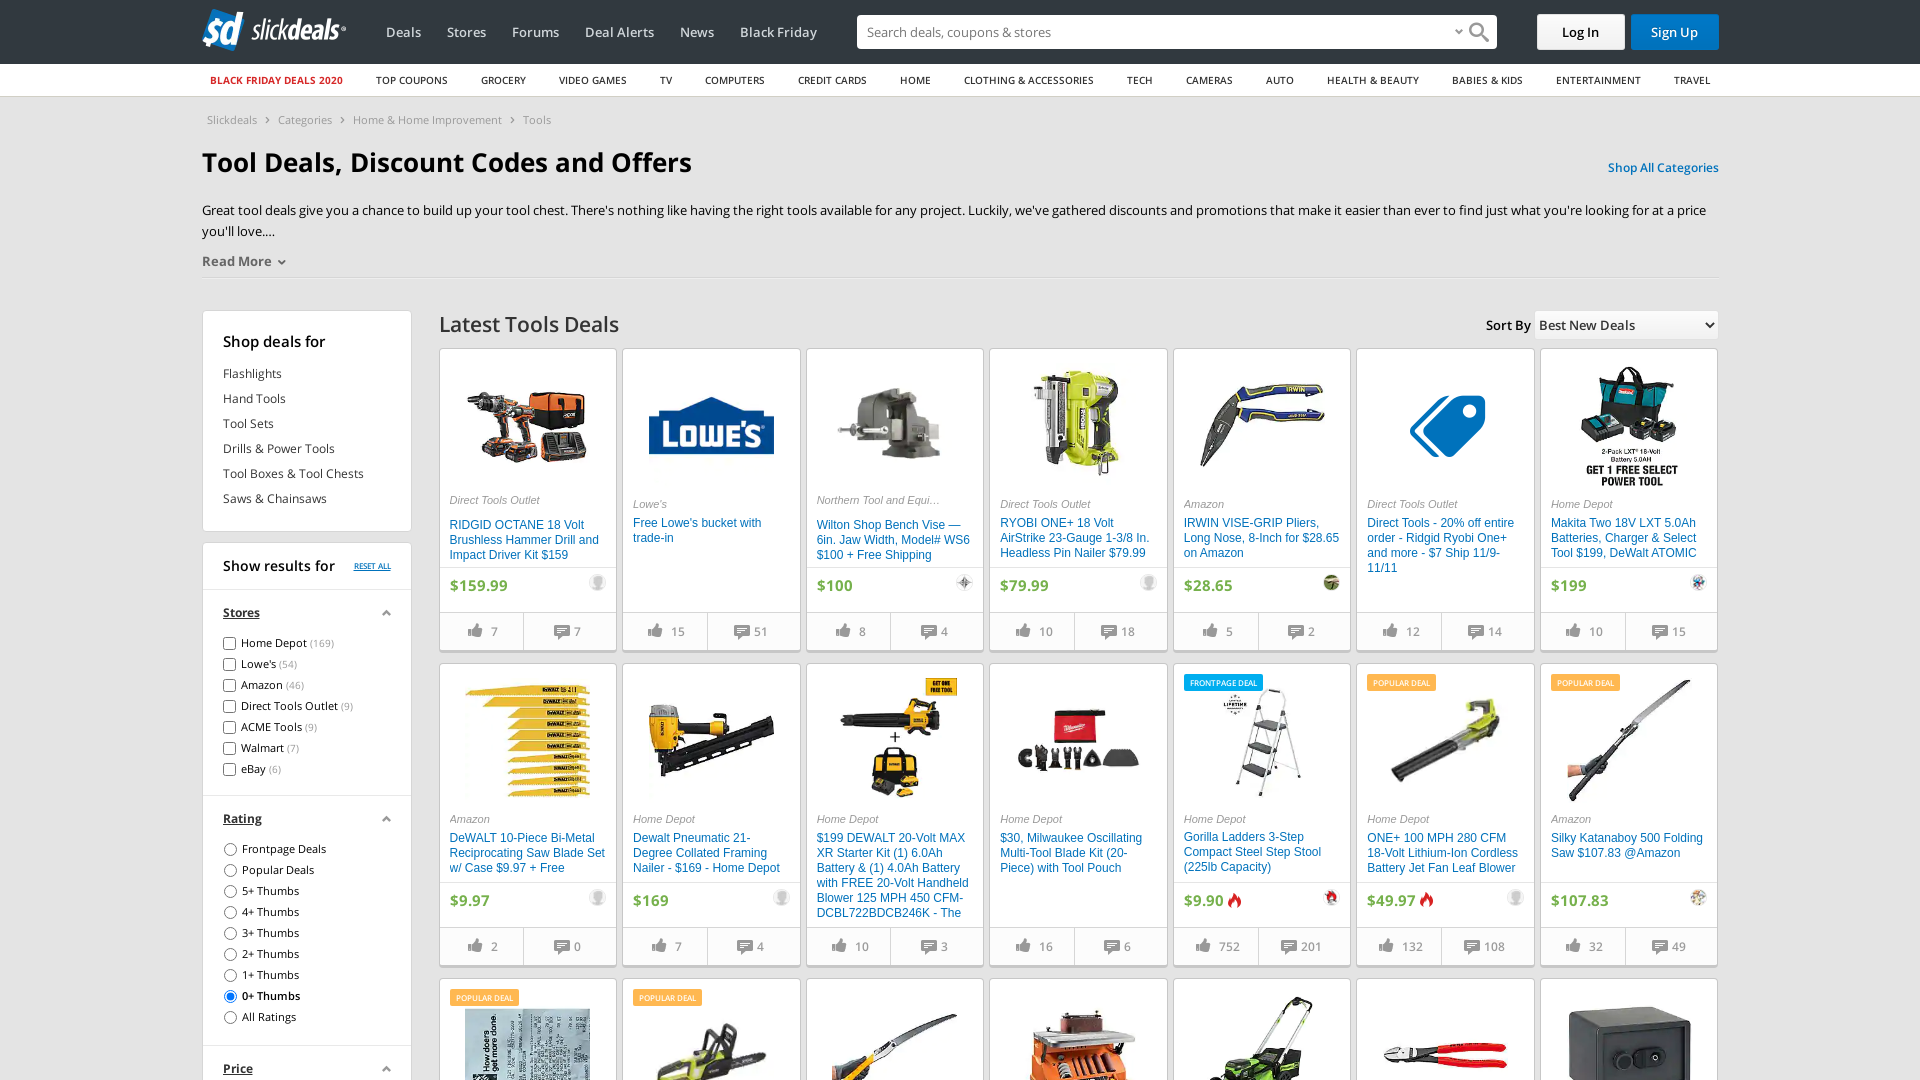 slickdeals
Deals Stores Forums Deal Alerts News Black Friday
Search deals, coupons & stores
Log In
Sign Up
BLACK FRIDAY DEALS 2020 TOP COUPONS GROCERY VIDEO GAMES TV COMPUTERS CREDIT CARDS HOME CLOTHING & ACCESSORIES TECH CAMERAS AUTO HEALTH & BEAUTY BABIES & KIDS ENTERTAINMENT TRAVEL
Slickdeals Categories Home & Home Improvement Tools
Tool Deals, Discount Codes and Offers
Shop All Categories
Great tool deals give you a chance to build up your tool chest. There's nothing like having the right tools available for any project. Luckily, we've gathered discounts and promotions that make it easier than ever to find just what you're looking for at a price
you'll love....
Read More
Shop deals for
Flashlights
Hand Tools
Tool Sets
Drills & Power Tools
Tool Boxes & Tool Chests
Saws & Chainsaws
Show results for
RESET ALL
Stores
Home Depot (169)
Lowe's (54)
Amazon (46)
Direct Tools Outlet (9)
ACME Tools (9)
Walmart (7)
eBay (6)
Rating
Frontpage Deals
Popular Deals
5+ Thumbs
4+ Thumbs
3+ Thumbs
2+ Thumbs
1+ Thumbs
0+ Thumbs
All Ratings
Price
Latest Tools Deals
Sort By
Best New Deals
Direct Tools Outlet
RIDGID OCTANE 18 Volt
Brushless Hammer Drill and
Impact Driver Kit $159
$159.99
7
7
LOWE'S
Lowe's
Free Lowe's bucket with
trade-in
15
51
Northern Tool and Equi…
Wilton Shop Bench Vise —
6in. Jaw Width, Model# WS6
$100 + Free Shipping
$100
8
4
Direct Tools Outlet
RYOBI ONE+ 18 Volt
AirStrike 23-Gauge 1-3/8 In.
Headless Pin Nailer $79.99
$79.99
10
18
IRWIN
Amazon
IRWIN VISE-GRIP Pliers,
Long Nose, 8-Inch for $28.65
on Amazon
$28.65
5
2
Direct Tools Outlet
Direct Tools - 20% off entire
order - Ridgid Ryobi One+
and more - $7 Ship 11/9-
11/11
12
14
2-Pack LXT 18-Volt
Battery 5.0AH
GET 1 FREE SELECT
POWER TOOL
Home Depot
Makita Two 18V LXT 5.0Ah
Batteries, Charger & Select
Tool $199, DeWalt ATOMIC
$199
10
15
Amazon
DeWALT 10-Piece Bi-Metal
Reciprocating Saw Blade Set
w/ Case $9.97 + Free
$9.97
2
0
Home Depot
Dewalt Pneumatic 21-
Degree Collated Framing
Nailer - $169 - Home Depot
$169
7
4
GET ONE
FREE TOOL
Home Depot
$199 DEWALT 20-Volt MAX
XR Starter Kit (1) 6.0Ah
Battery & (1) 4.0Ah Battery
with FREE 20-Volt Handheld
Blower 125 MPH 450 CFM-
DCBL722BDCB246K - The
10
3
Milwaukee
Home Depot
$30, Milwaukee Oscillating
Multi-Tool Blade Kit (20-
Piece) with Tool Pouch
16
6
FRONTPAGE DEAL
LIFETIME
Home Depot
Gorilla Ladders 3-Step
Compact Steel Step Stool
(225lb Capacity)
$9.90
752
201
POPULAR DEAL
Home Depot
ONE+ 100 MPH 280 CFM
18-Volt Lithium-Ion Cordless
Battery Jet Fan Leaf Blower
$49.97
132
108
POPULAR DEAL
Amazon
Silky Katanaboy 500 Folding
Saw $107.83 @Amazon
$107.83
32
49
POPULAR DEAL
How doers
get more done.
POPULAR DEAL